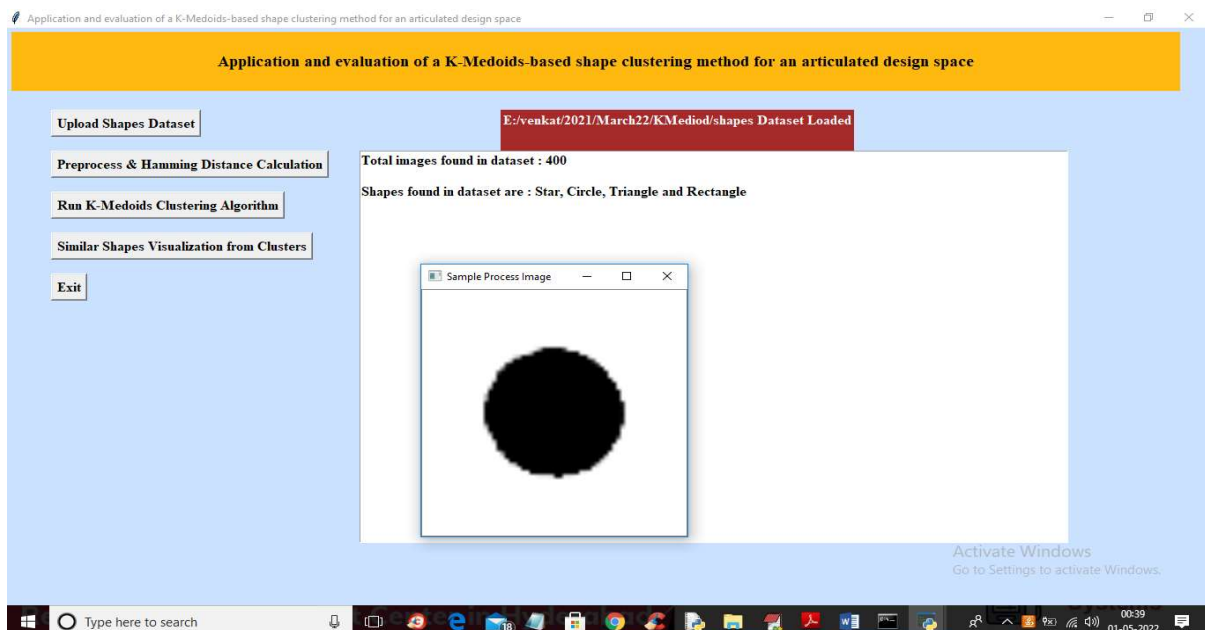 Application and evaluation of a K-Medoids-based shape clustering method for an articulated design space
Application and evaluation of a K-Medoids-based shape clustering method for an articulated design space
Upload Shapes Dataset
E:/venkat/2021/March22/KMediod/shapes Dataset Loaded
Preprocess & Hamming Distance Calculation
Total images found in dataset : 400
Shapes found in dataset are : Star, Circle, Triangle and Rectangle
Run K-Medoids Clustering Algorithm
Similar Shapes Visualization from Clusters
Exit
Sample Process Image
Activate Windows
Go to Settings to activate Windows.
Type here to search
18
00:39
01-05-2022